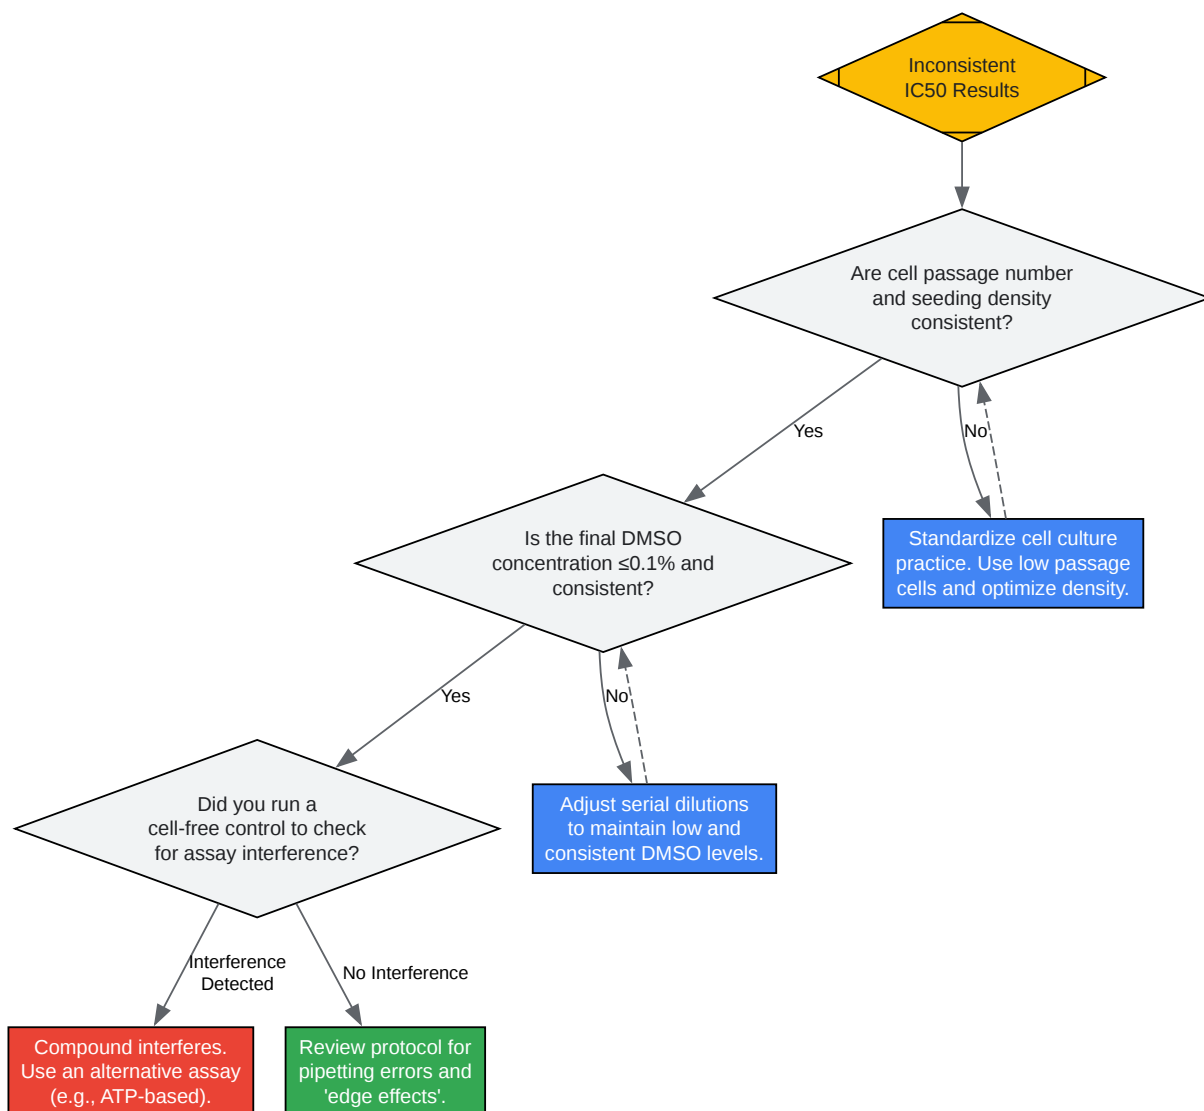 Inconsistent
IC50 Results
Are cell passage number
and seeding density
consistent?
Yes
No
Standardize cell culture
practice. Use low passage
cells and optimize density.
Is the final DMSO
concentration ≤0.1% and
consistent?
Yes
No
Adjust serial dilutions
to maintain low and
consistent DMSO levels.
Did you run a
cell-free control to check
for assay interference?
Interference
Detected
No Interference
Compound interferes.
Use an alternative assay
(e.g., ATP-based).
Review protocol for
pipetting errors and
'edge effects'.